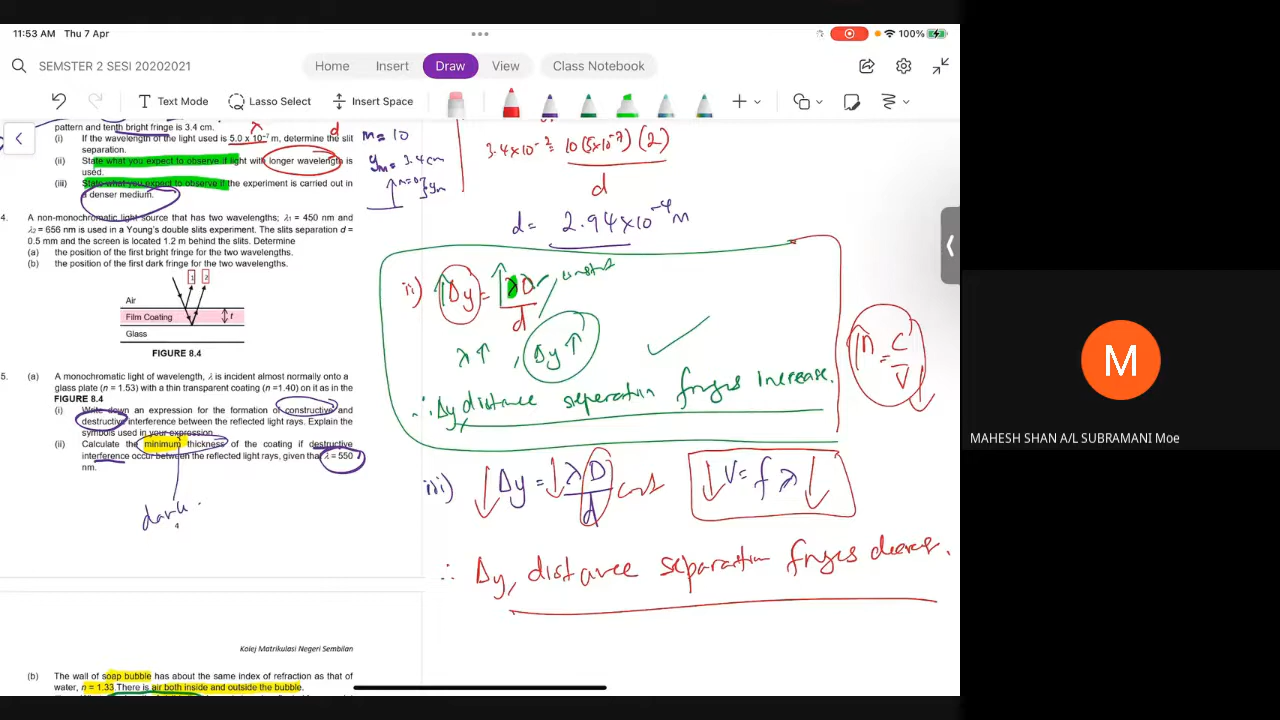 11:53 AM Thu 7 Apr
100%
SEMSTER 2 SESI 20202021
Home Insert Draw View Class Notebook
Text Mode Lasso Select Insert Space
pattern and tenth bright fringe is 3.4 cm.
(i) If the wavelength of the light used is 5.0 x 10⁻⁷ m, determine the slit
separation.
(ii) State what you expect to observe if light with longer wavelength is
used.
(iii) State what you expect to observe if the experiment is carried out in
a denser medium.
λ
d
m = 10
yₘ = 3.4 cm
4. A non-monochromatic light source that has two wavelengths; λ₁ = 450 nm and
λ₂ = 656 nm is used in a Young's double slits experiment. The slits separation d =
0.5 mm and the screen is located 1.2 m behind the slits. Determine
(a) the position of the first bright fringe for the two wavelengths.
(b) the position of the first dark fringe for the two wavelengths.
1 2
Air
Film Coating t
Glass
FIGURE 8.4
5. (a) A monochromatic light of wavelength, λ is incident almost normally onto a
glass plate (n = 1.53) with a thin transparent coating (n =1.40) on it as in the
FIGURE 8.4
(i) Write down an expression for the formation of constructive and
destructive interference between the reflected light rays. Explain the
symbols used in your expression.
(ii) Calculate the minimum thickness of the coating if destructive
interference occur between the reflected light rays, given that λ = 550
nm.
dark
Kolej Matrikulasi Negeri Sembilan
(b) The wall of soap bubble has about the same index of refraction as that of
water, n = 1.33.There is air both inside and outside the bubble.
3.4×10⁻² = 10(5×10⁻⁷)(2)
d
d = 2.94×10⁻⁴ m
ii) ↑Δy = ↑λD constant
d
λ↑, Δy↑
∴ Δy, distance seperation fringes increase.
↑n = c
v↓
iii) ↓Δy = ↓λD const
d
↓v = fλ↓
∴ Δy, distance separation fringes decrease.
M
MAHESH SHAN A/L SUBRAMANI Moe